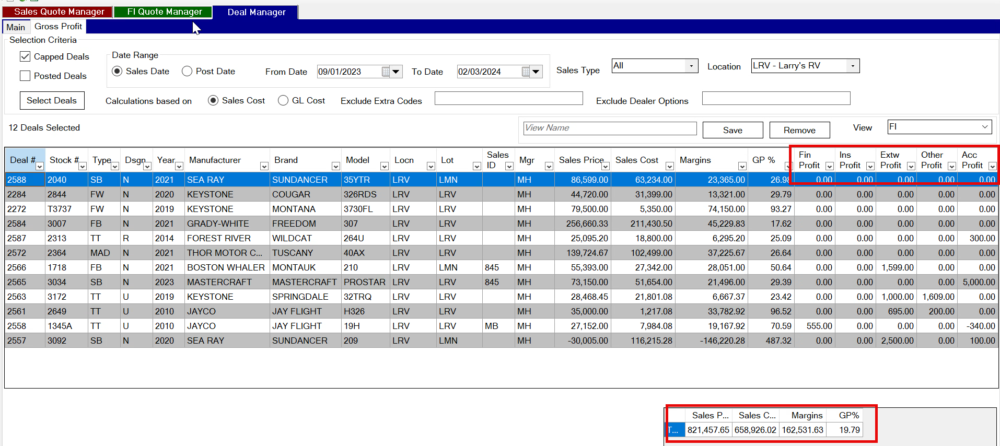 Sales Quote Manager FI Quote Manager Deal Manager
Main Gross Profit
Selection Criteria
Capped Deals
Posted Deals
Date Range
Sales Date Post Date From Date 09/01/2023 To Date 02/03/2024
Sales Type All Location LRV - Larry's RV
Select Deals Calculations based on Sales Cost GL Cost Exclude Extra Codes Exclude Dealer Options
12 Deals Selected
View Name Save Remove View FI
Deal # Stock # Type Dsgn Year Manufacturer Brand Model Locn Lot Sales ID Mgr Sales Price Sales Cost Margins GP % Fin Profit Ins Profit Extw Profit Other Profit Acc Profit
2588 2040 SB N 2021 SEA RAY SUNDANCER 35YTR LRV LMN MH 86,599.00 63,234.00 23,365.00 26.98 0.00 0.00 0.00 0.00 0.00
2284 2844 FW N 2020 KEYSTONE COUGAR 326RDS LRV LRV MH 44,720.00 31,399.00 13,321.00 29.79 0.00 0.00 0.00 0.00 0.00
2272 T3737 FW N 2019 KEYSTONE MONTANA 3730FL LRV LRV MH 79,500.00 5,350.00 74,150.00 93.27 0.00 0.00 0.00 0.00 0.00
2584 3007 FB N 2021 GRADY-WHITE FREEDOM 307 LRV LRV MH 256,660.33 211,430.50 45,229.83 17.62 0.00 0.00 0.00 0.00 0.00
2587 2313 TT R 2014 FOREST RIVER WILDCAT 264U LRV LRV MH 25,095.20 18,800.00 6,295.20 25.09 0.00 0.00 0.00 0.00 300.00
2572 2364 MAD N 2021 THOR MOTOR C... TUSCANY 40AX LRV LRV MH 139,724.67 102,499.00 37,225.67 26.64 0.00 0.00 0.00 0.00 0.00
2566 1718 FB N 2021 BOSTON WHALER MONTAUK 210 LRV LMN 845 MH 55,393.00 27,342.00 28,051.00 50.64 0.00 0.00 1,599.00 0.00 0.00
2565 3034 SB N 2023 MASTERCRAFT MASTERCRAFT PROSTAR LRV LRV 845 MH 73,150.00 51,654.00 21,496.00 29.39 0.00 0.00 0.00 0.00 5,000.00
2563 3172 TT U 2019 KEYSTONE SPRINGDALE 32TRQ LRV LRV MH 28,468.45 21,801.08 6,667.37 23.42 0.00 0.00 1,000.00 1,609.00 0.00
2561 2649 TT U 2010 JAYCO JAY FLIGHT H326 LRV LRV MH 35,000.00 1,217.08 33,782.92 96.52 0.00 0.00 695.00 200.00 0.00
2558 1345A TT U 2010 JAYCO JAY FLIGHT 19H LRV LRV MB MH 27,152.00 7,984.08 19,167.92 70.59 555.00 0.00 0.00 0.00 -340.00
2557 3092 SB N 2020 SEA RAY SUNDANCER 209 LRV LMN MH -30,005.00 116,215.28 -146,220.28 487.32 0.00 0.00 2,500.00 0.00 100.00
Sales P... Sales C... Margins GP%
T... 821,457.65 658,926.02 162,531.63 19.79